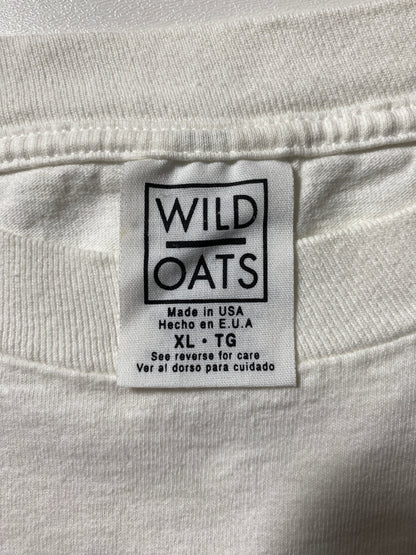 WILD
OATS
Made in USA
Hecho en E.U.A
XL • TG
See reverse for care
Ver al dorso para cuidado